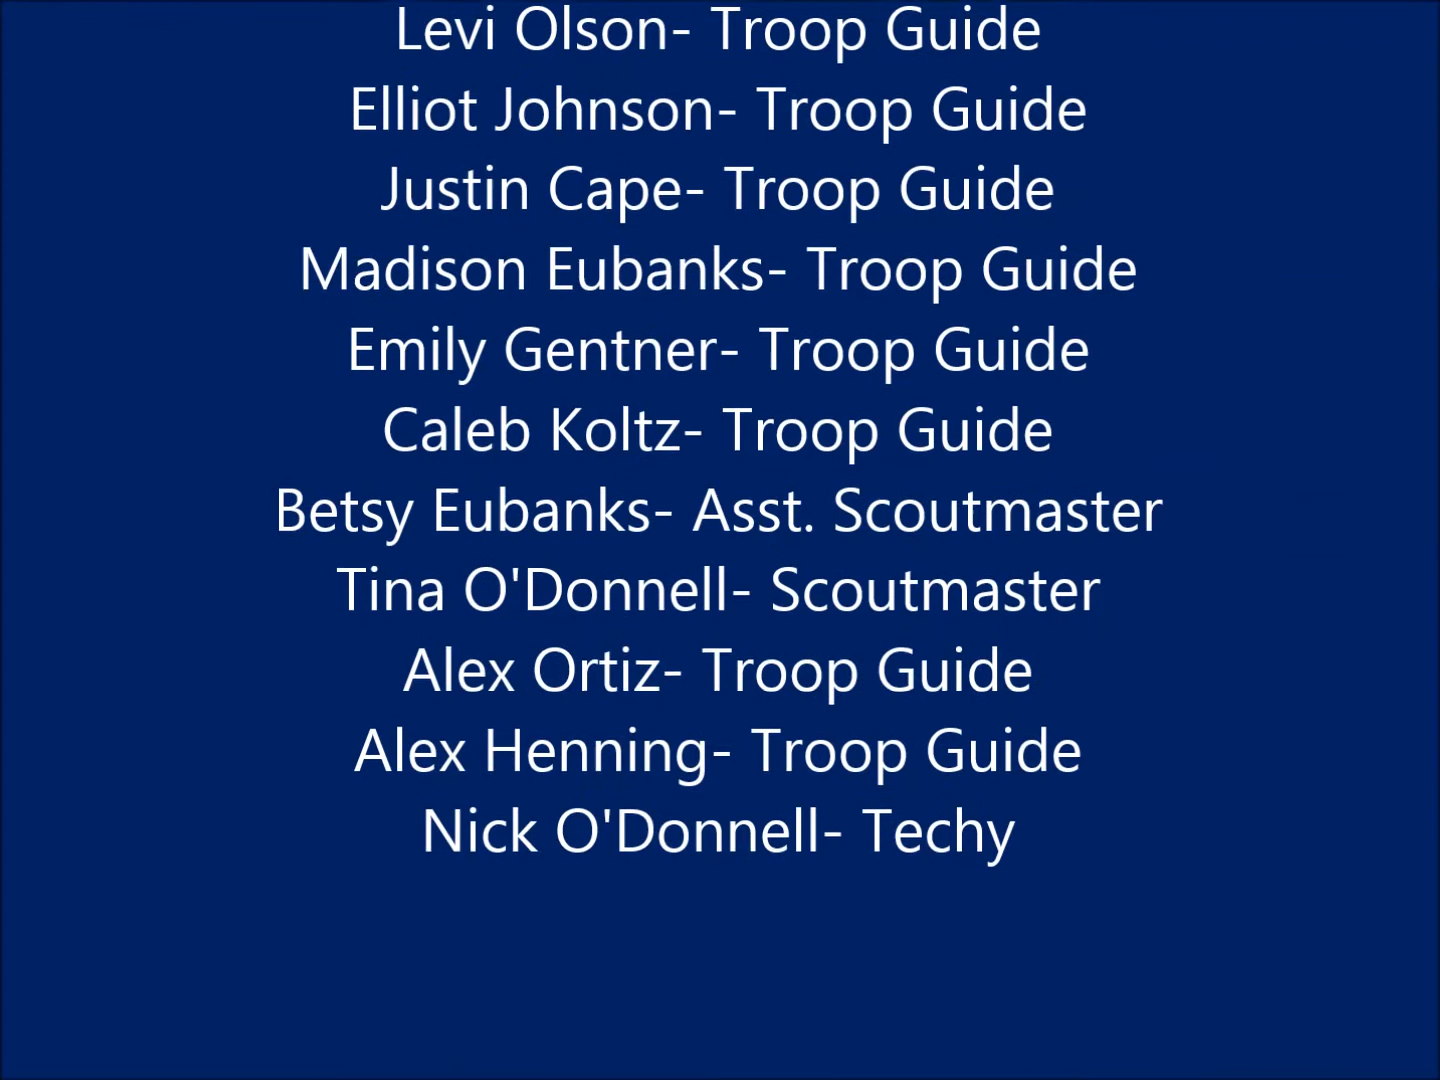 Levi Olson- Troop Guide
Elliot Johnson- Troop Guide
Justin Cape- Troop Guide
Madison Eubanks- Troop Guide
Emily Gentner- Troop Guide
Caleb Koltz- Troop Guide
Betsy Eubanks- Asst. Scoutmaster
Tina O'Donnell- Scoutmaster
Alex Ortiz- Troop Guide
Alex Henning- Troop Guide
Nick O'Donnell- Techy